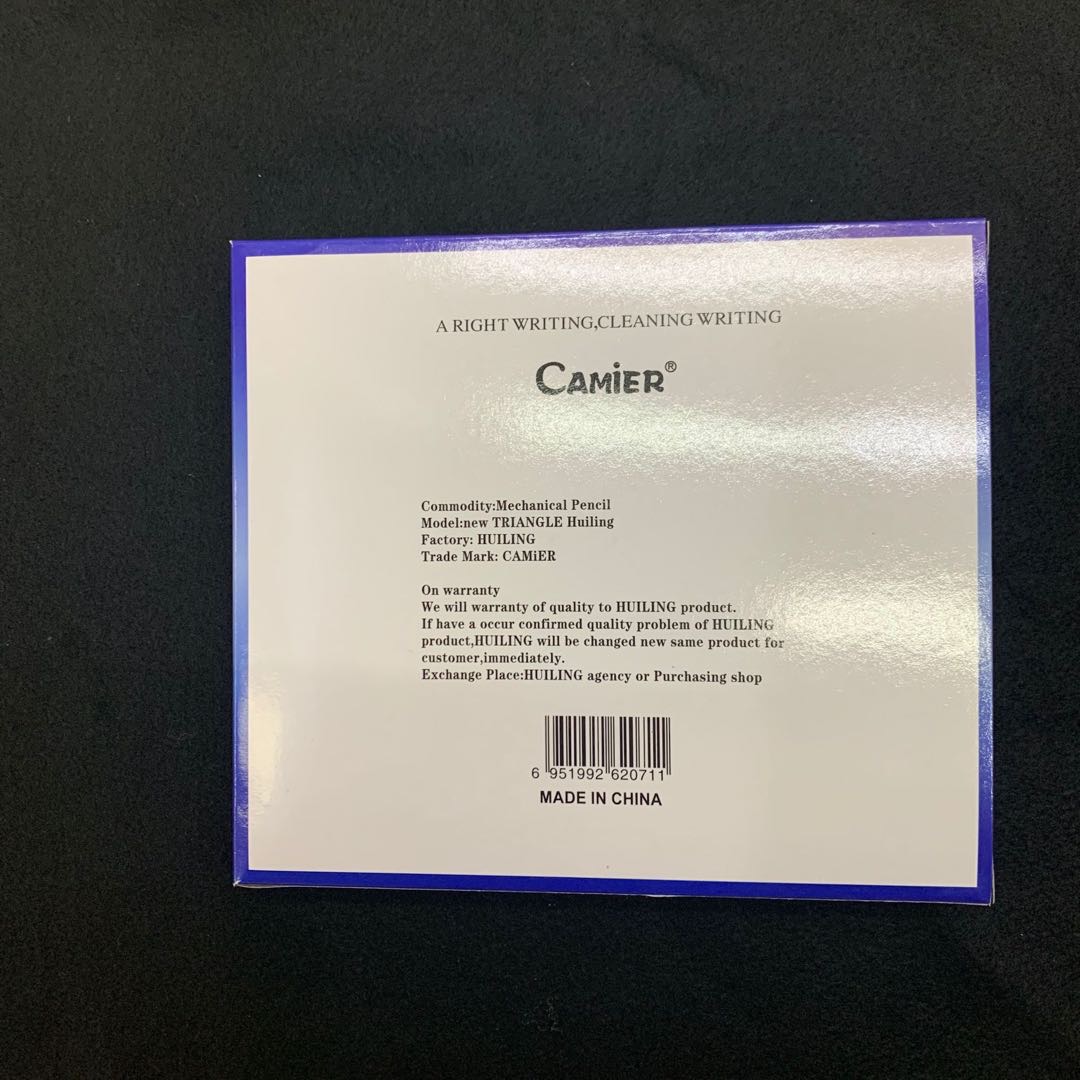 A RIGHT WRITING,CLEANING WRITING
CAMiER®
Commodity:Mechanical Pencil
Model:new TRIANGLE Huiling
Factory: HUILING
Trade Mark: CAMiER
On warranty
We will warranty of quality to HUILING product.
If have a occur confirmed quality problem of HUILING
product,HUILING will be changed new same product for
customer,immediately.
Exchange Place:HUILING agency or Purchasing shop
6 951992 620711
MADE IN CHINA